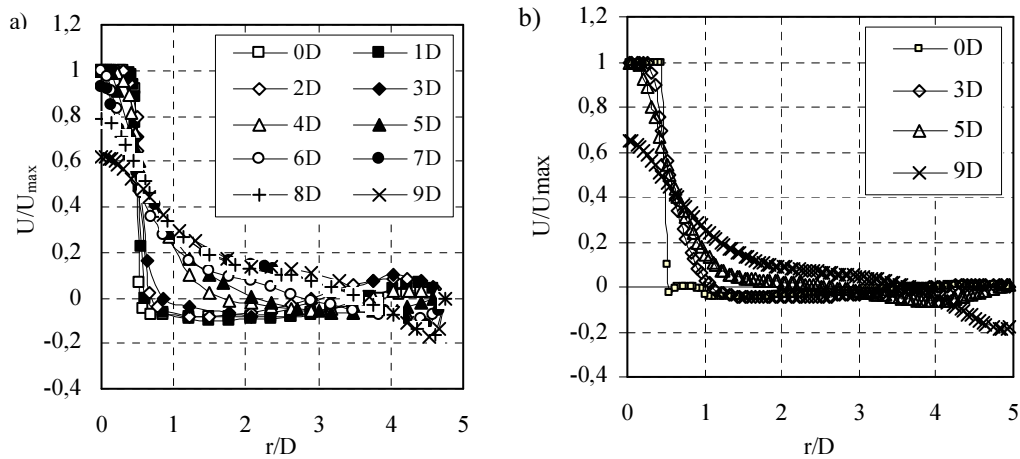 a)
U/U_max
1,2
1
0,8
0,6
0,4
0,2
0
-0,2
-0,4
0 1 2 3 4 5
r/D
0D 1D
2D 3D
4D 5D
6D 7D
8D 9D
b)
U/Umax
1,2
1
0,8
0,6
0,4
0,2
0
-0,2
-0,4
0 1 2 3 4 5
r/D
0D
3D
5D
9D